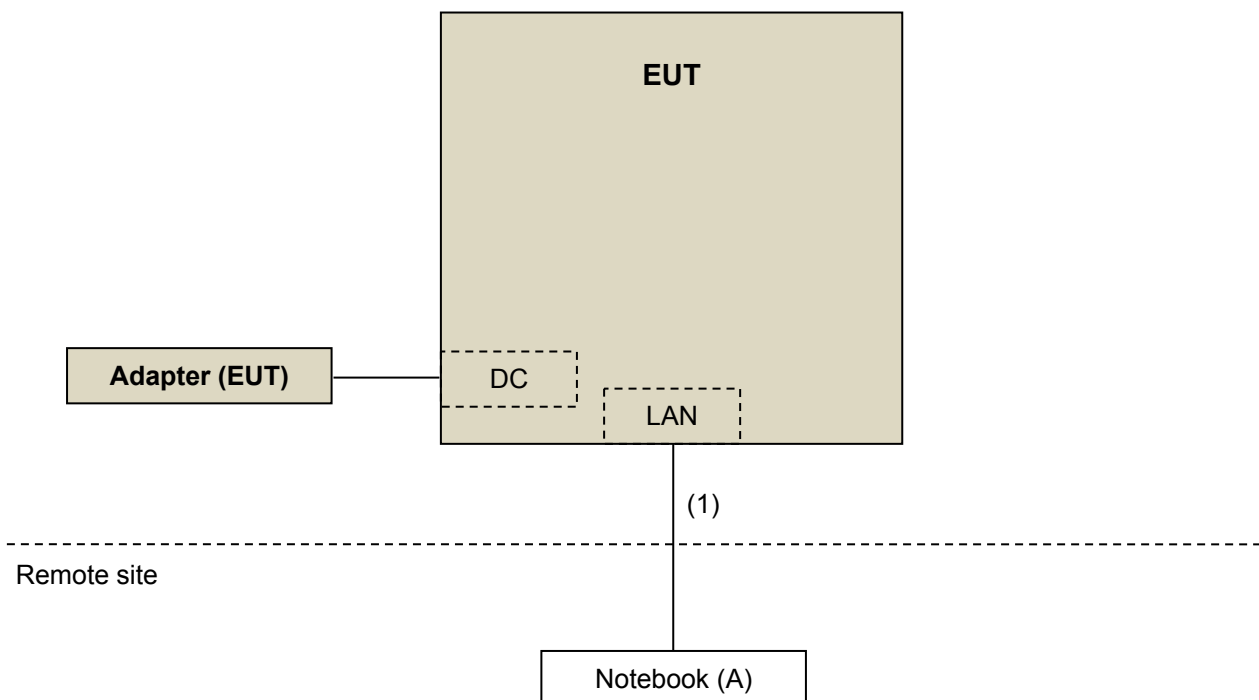 EUT
Adapter (EUT)
DC
LAN
(1)
Remote site
Notebook (A)